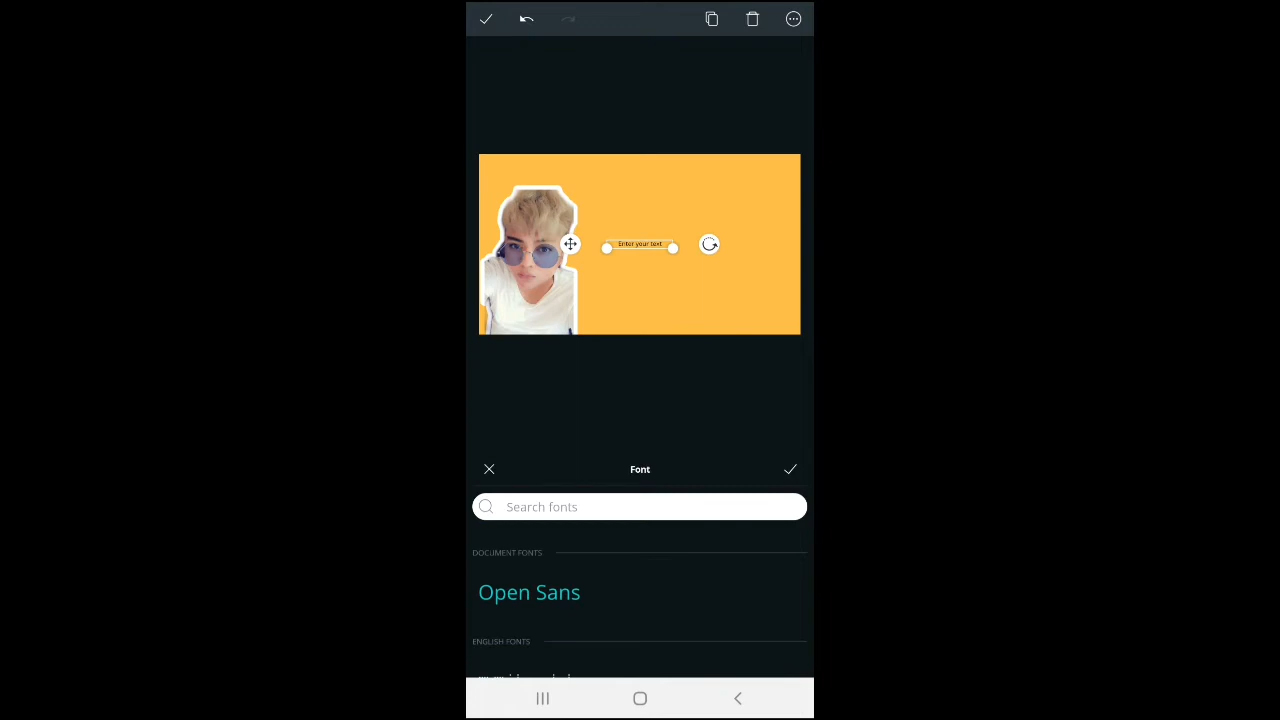 Enter your text
Font
Search fonts
DOCUMENT FONTS
Open Sans
ENGLISH FONTS